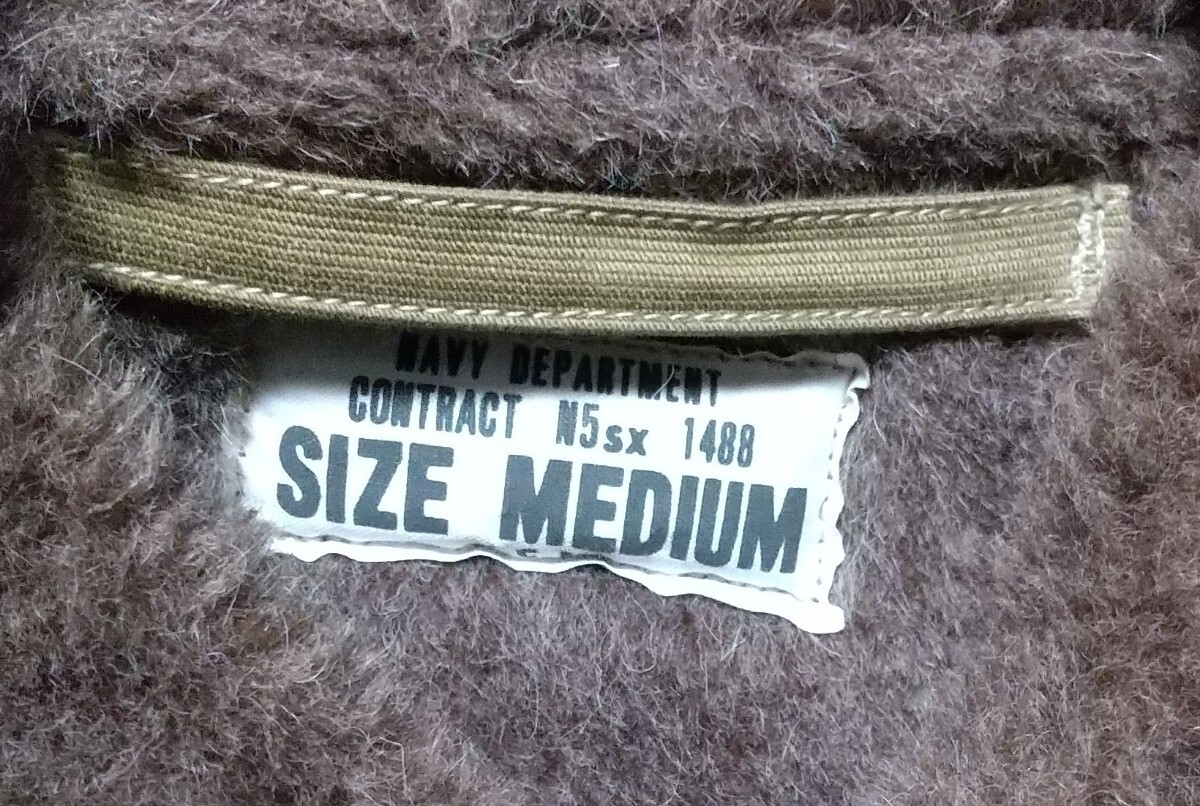 NAVY DEPARTMENT
CONTRACT N5sx 1488
SIZE MEDIUM